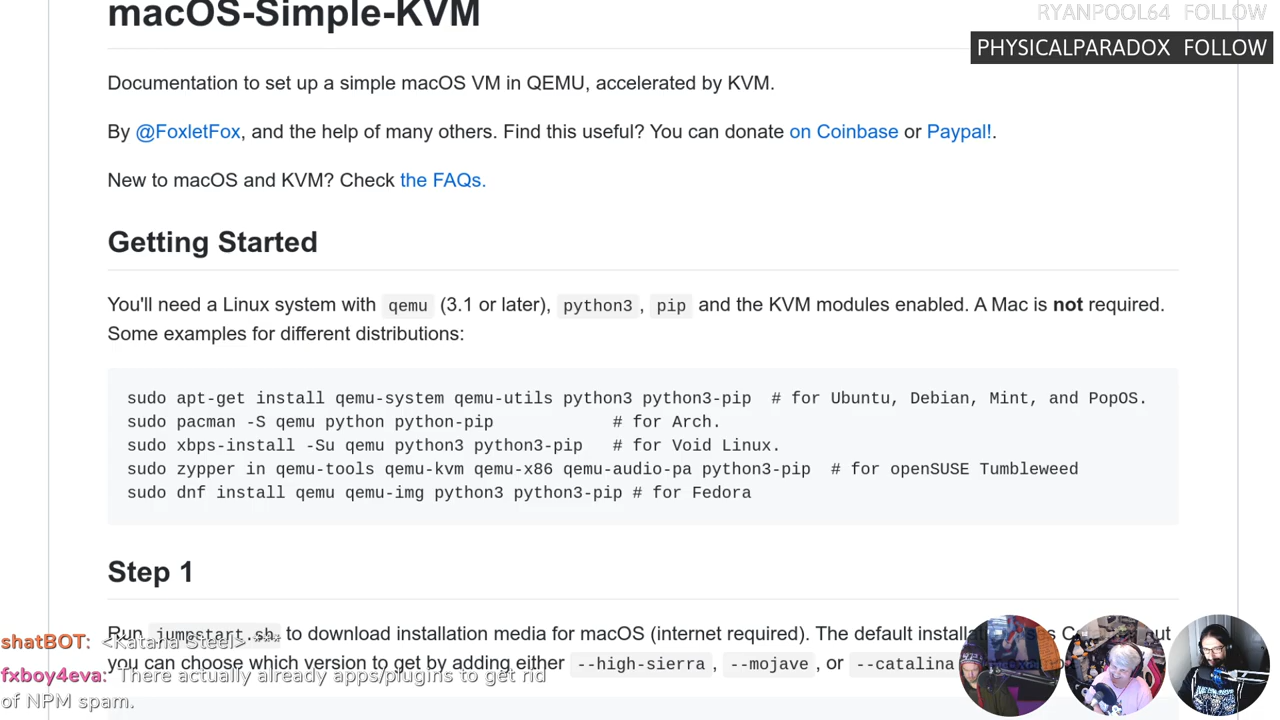 macOS-Simple-KVM
RYANPOOL64 FOLLOW
PHYSICALPARADOX FOLLOW
Documentation to set up a simple macOS VM in QEMU, accelerated by KVM.
By @FoxletFox, and the help of many others. Find this useful? You can donate on Coinbase or Paypal!.
New to macOS and KVM? Check the FAQs.
Getting Started
You'll need a Linux system with qemu (3.1 or later), python3 , pip and the KVM modules enabled. A Mac is not required.
Some examples for different distributions:
sudo apt-get install qemu-system qemu-utils python3 python3-pip # for Ubuntu, Debian, Mint, and PopOS.
sudo pacman -S qemu python python-pip # for Arch.
sudo xbps-install -Su qemu python3 python3-pip # for Void Linux.
sudo zypper in qemu-tools qemu-kvm qemu-x86 qemu-audio-pa python3-pip # for openSUSE Tumbleweed
sudo dnf install qemu qemu-img python3 python3-pip # for Fedora
Step 1
Run jumpstart.sh to download installation media for macOS (internet required). The default
you can choose which version to get by adding either --high-sierra , --mojave , or --catalina
shatBOT: <Katana Steel> ***
fxboy4eva: There actually already apps/plugins to get rid
of NPM spam.